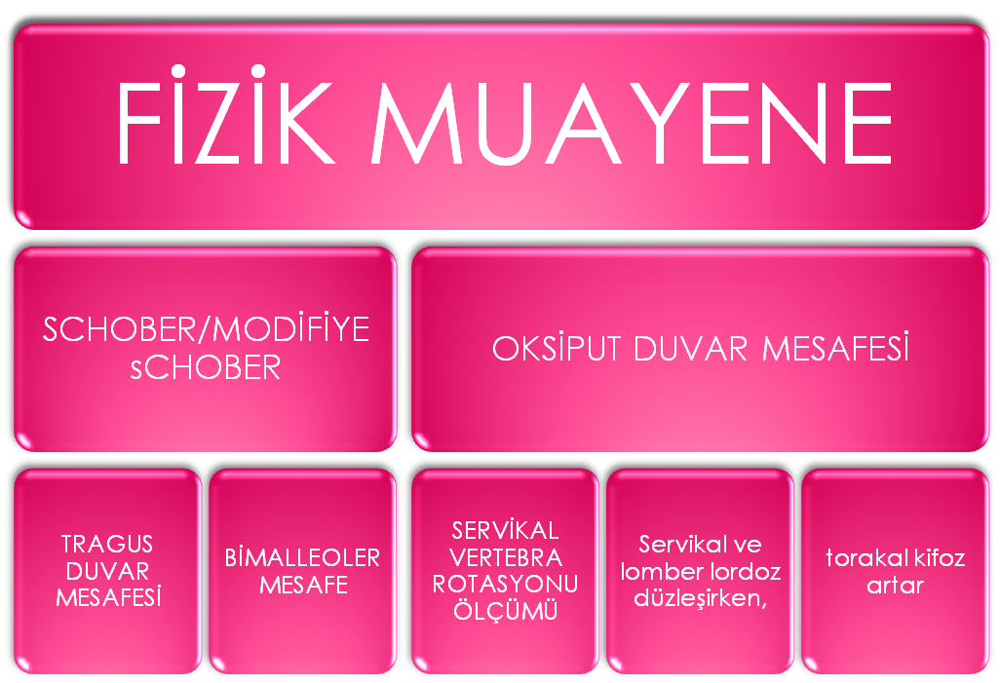 FİZİK MUAYENE
SCHOBER/MODİFİYE
sCHOBER
OKSİPUT DUVAR MESAFESİ
TRAGUS
DUVAR
MESAFESİ
BİMALLEOLER
MESAFE
SERVİKAL
VERTEBRA
ROTASYONU
ÖLÇÜMÜ
Servikal ve
lomber lordoz
düzleşirken,
torakal kifoz
artar